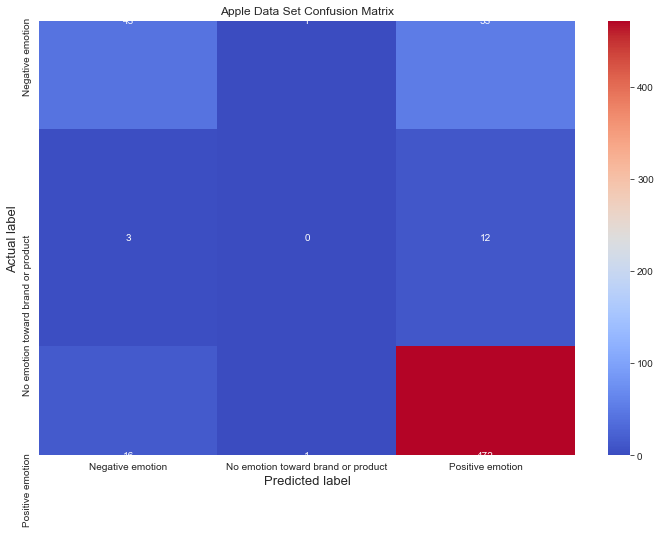 Apple Data Set Confusion Matrix
Negative emotion
No emotion toward brand or product
Positive emotion
Actual label
3 0 12
Negative emotion No emotion toward brand or product Positive emotion
Predicted label
400
300
200
100
0